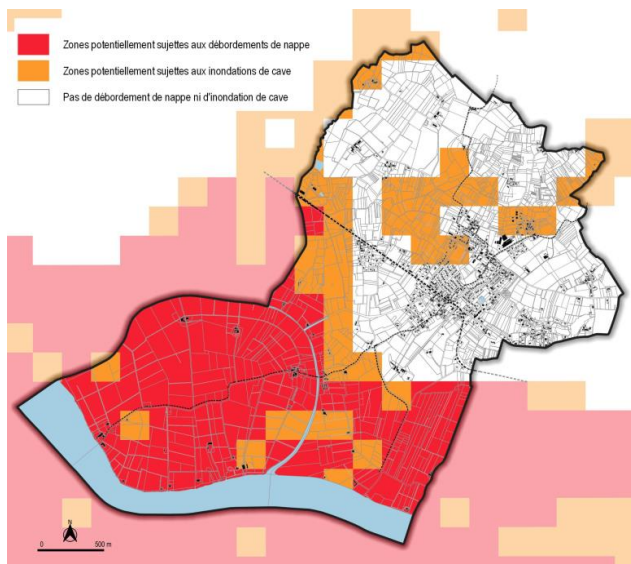 Zones potentiellement sujettes aux débordements de nappe
Zones potentiellement sujettes aux inondations de cave
Pas de débordement de nappe ni d'inondation de cave
N
0 500 m